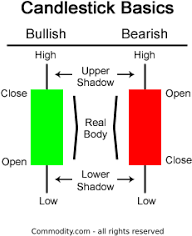 Candlestick Basics
Bullish Bearish
High High
Upper
Shadow
Close Open
Real
Body
Open Close
Lower
Shadow
Low Low
Commodity.com - all rights reserved